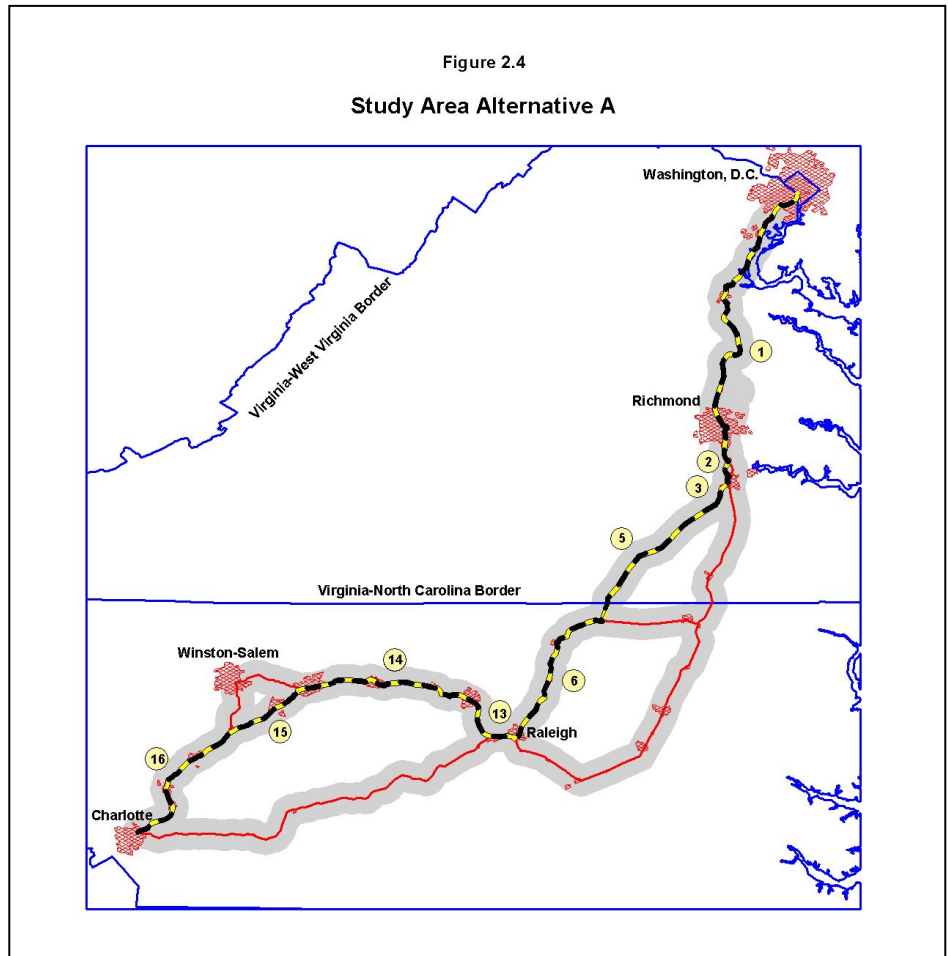 Figure 2.4
Study Area Alternative A
Washington, D.C.
Virginia-West Virginia Border
1
Richmond
2
3
5
Virginia-North Carolina Border
Winston-Salem
14
6
13
Raleigh
15
16
Charlotte